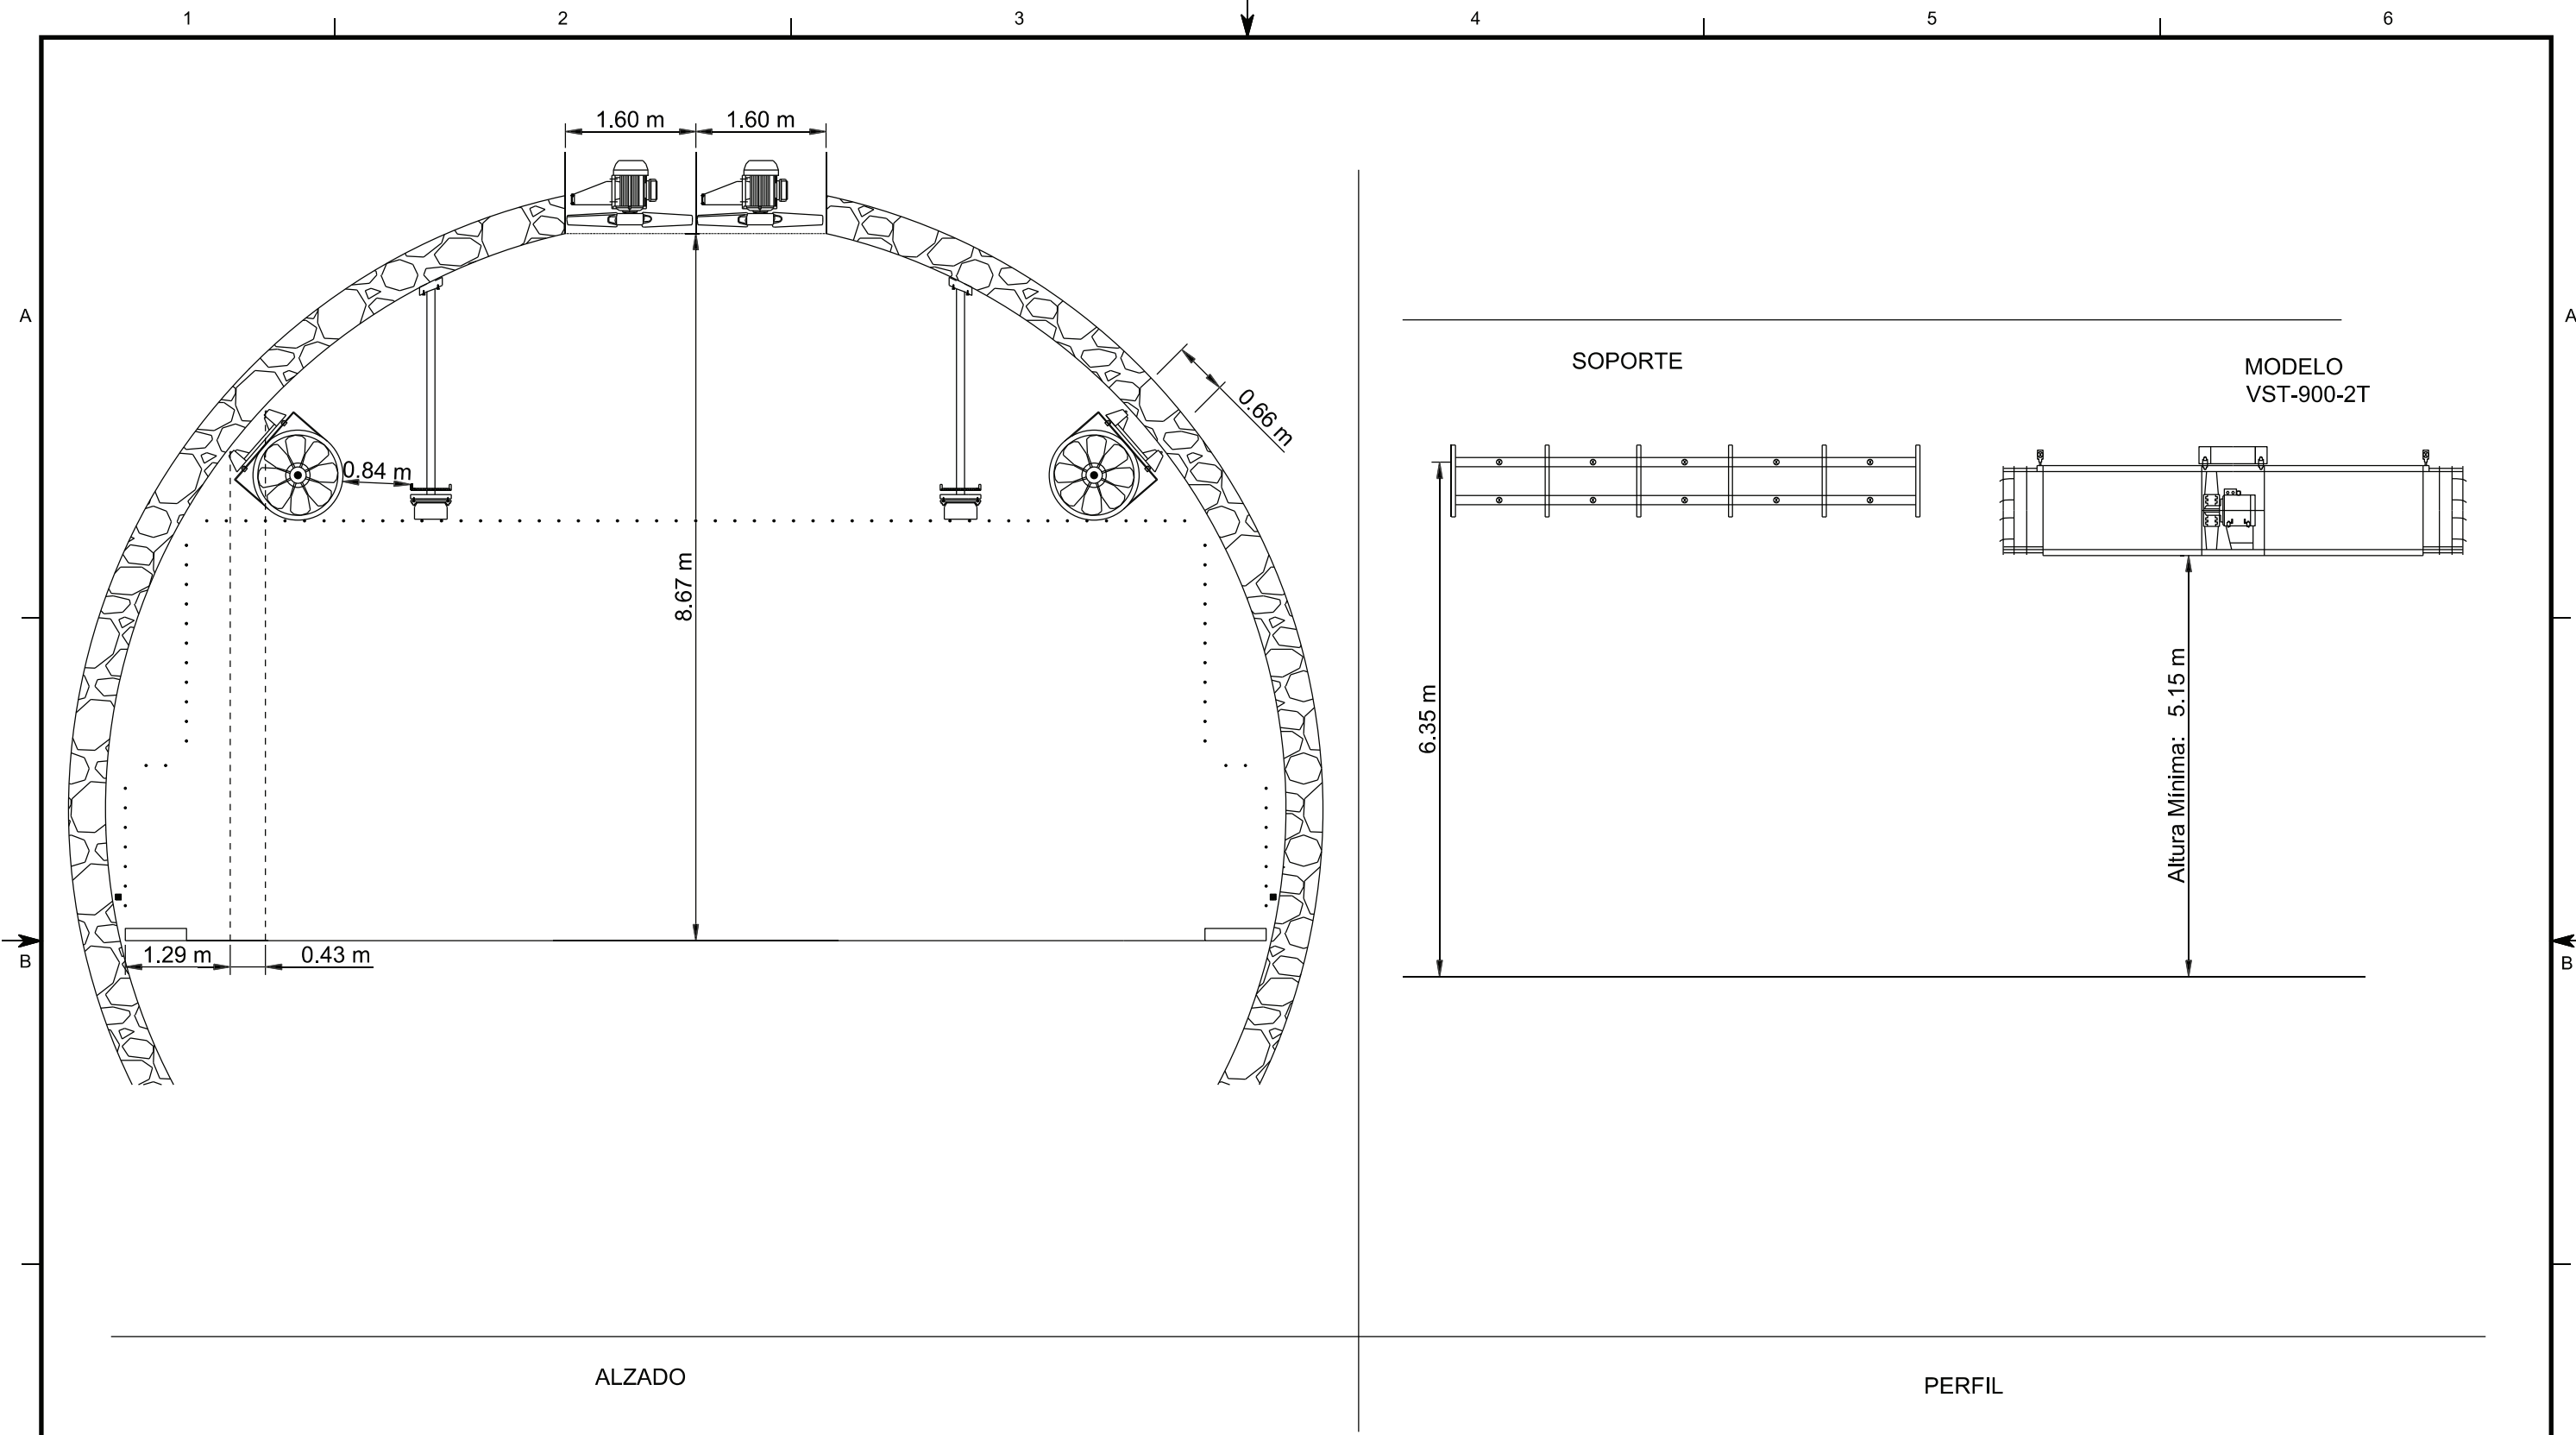 1 2 3 4 5 6
1.60 m 1.60 m
A A
SOPORTE
MODELO
VST-900-2T
0.66 m
0.84 m
8.67 m
6.35 m
Altura Mínima: 5.15 m
1.29 m 0.43 m
B B
ALZADO
PERFIL